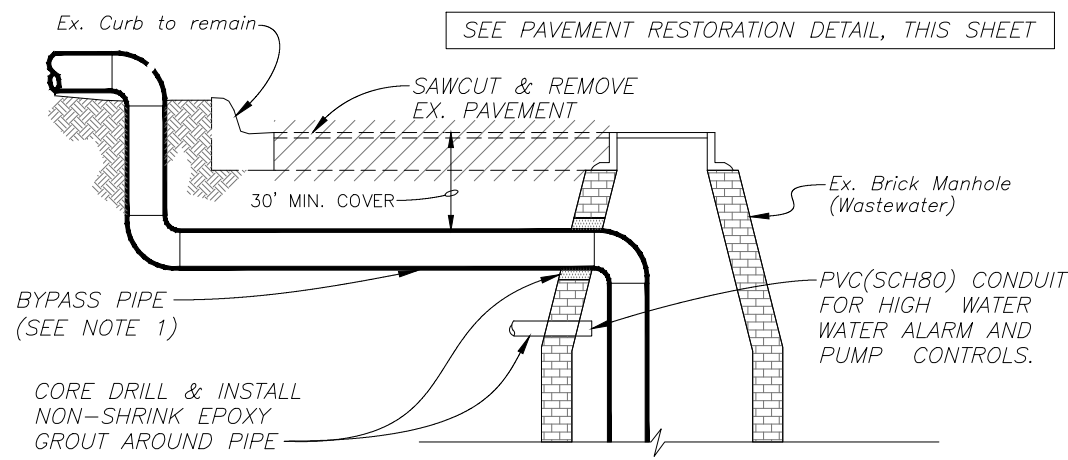 Ex. Curb to remain
SEE PAVEMENT RESTORATION DETAIL, THIS SHEET
SAWCUT & REMOVE
EX. PAVEMENT
30' MIN. COVER
Ex. Brick Manhole
(Wastewater)
BYPASS PIPE
(SEE NOTE 1)
PVC(SCH80) CONDUIT
FOR HIGH WATER
WATER ALARM AND
PUMP CONTROLS.
CORE DRILL & INSTALL
NON-SHRINK EPOXY
GROUT AROUND PIPE